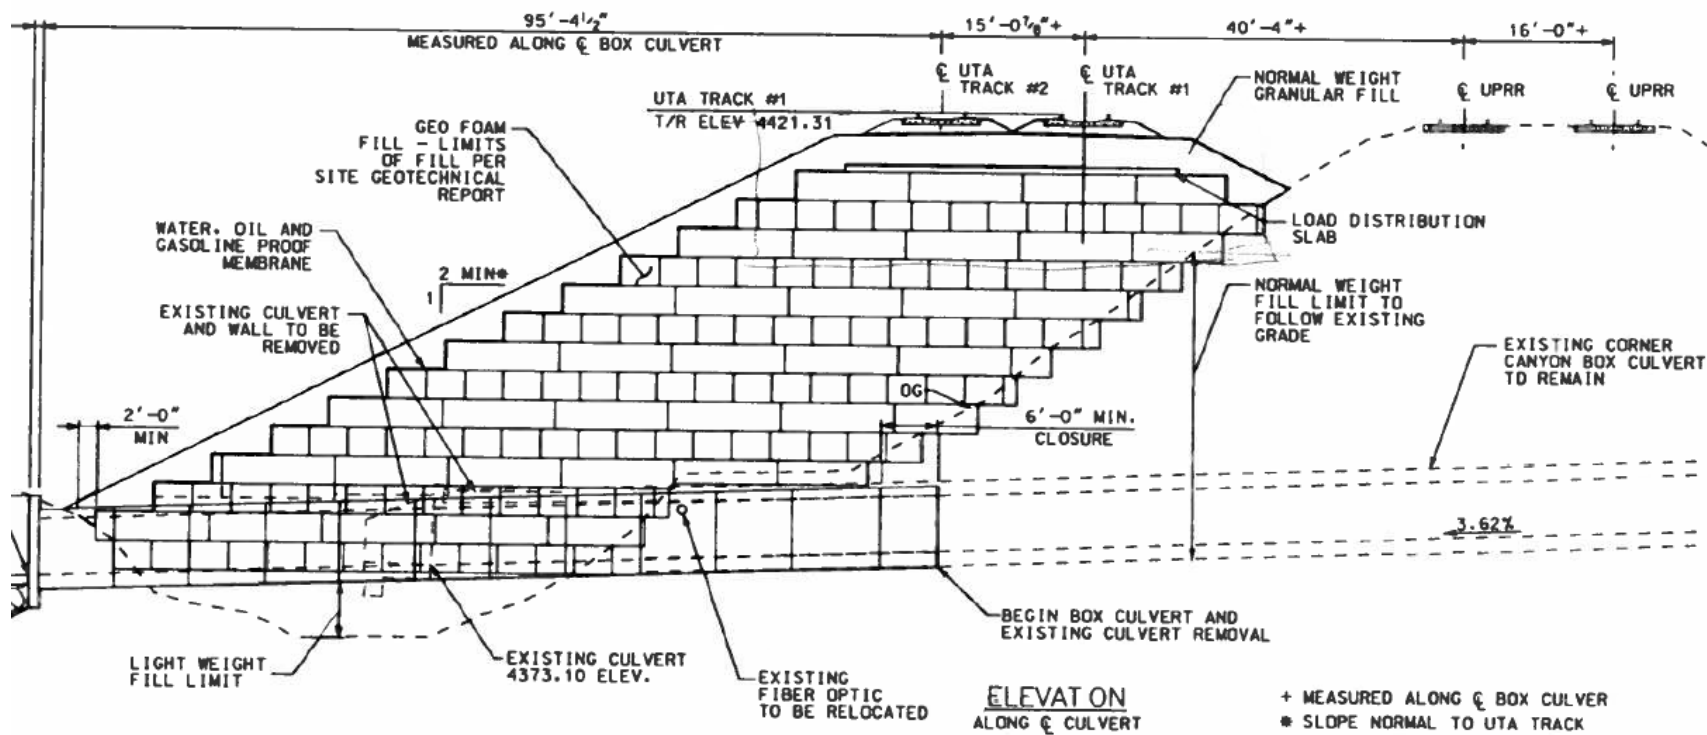 95'-4 1/2"
MEASURED ALONG ℄ BOX CULVERT
15'-0 7/8"+
40'-4"+
16'-0"+
℄ UTA
TRACK #2
℄ UTA
TRACK #1
NORMAL WEIGHT
GRANULAR FILL
℄ UPRR
℄ UPRR
UTA TRACK #1
T/R ELEV 4421.31
GEO FOAM
FILL - LIMITS
OF FILL PER
SITE GEOTECHNICAL
REPORT
WATER. OIL AND
GASOLINE PROOF
MEMBRANE
2 MIN*
1
LOAD DISTRIBUTION
SLAB
EXISTING CULVERT
AND WALL TO BE
REMOVED
NORMAL WEIGHT
FILL LIMIT TO
FOLLOW EXISTING
GRADE
EXISTING CORNER
CANYON BOX CULVERT
TO REMAIN
OG
2'-0"
MIN
6'-0" MIN.
CLOSURE
3.62%
BEGIN BOX CULVERT AND
EXISTING CULVERT REMOVAL
LIGHT WEIGHT
FILL LIMIT
EXISTING CULVERT
4373.10 ELEV.
EXISTING
FIBER OPTIC
TO BE RELOCATED
ELEVAT ON
ALONG ℄ CULVERT
+ MEASURED ALONG ℄ BOX CULVER
* SLOPE NORMAL TO UTA TRACK